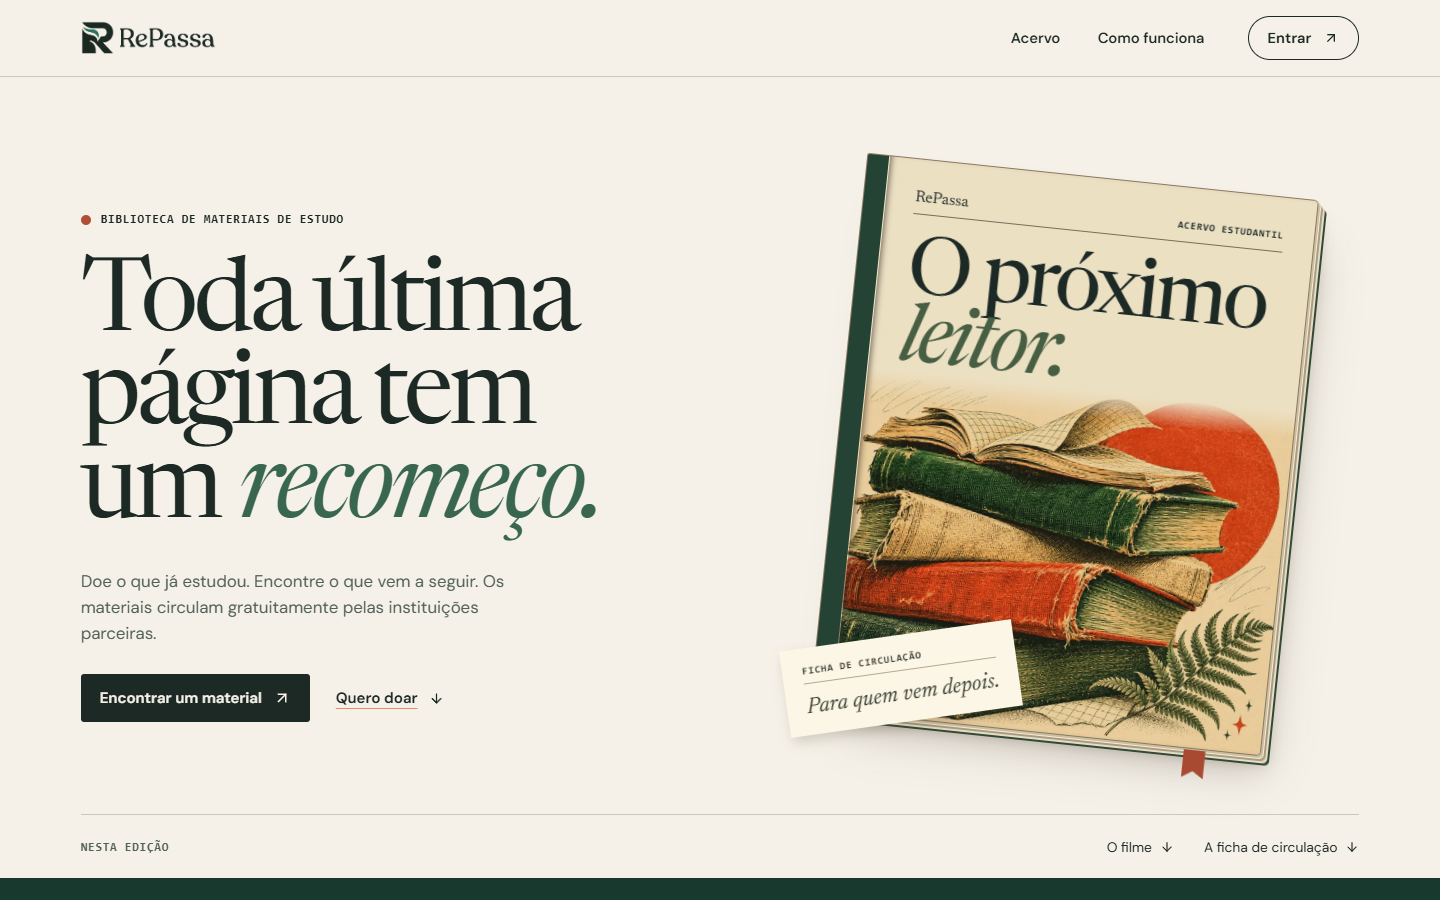 RePassa
Acervo
Como funciona
Entrar
BIBLIOTECA DE MATERIAIS DE ESTUDO
Toda última
página tem
um recomeço.
Doe o que já estudou. Encontre o que vem a seguir. Os
materiais circulam gratuitamente pelas instituições
parceiras.
Encontrar um material
Quero doar
RePassa
ACERVO ESTUDANTIL
O próximo
leitor.
FICHA DE CIRCULAÇÃO
Para quem vem depois.
NESTA EDIÇÃO
O filme
A ficha de circulação